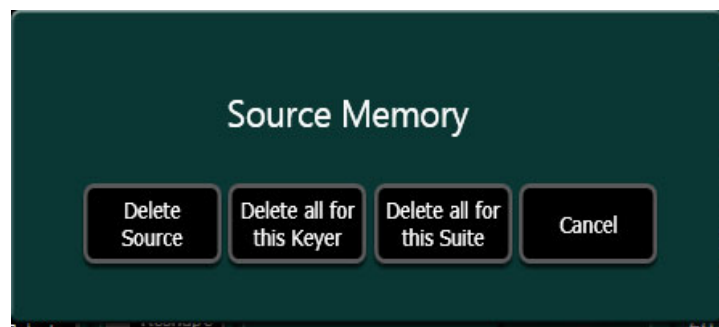 Source Memory
Delete
Source
Delete all for
this Keyer
Delete all for
this Suite
Cancel